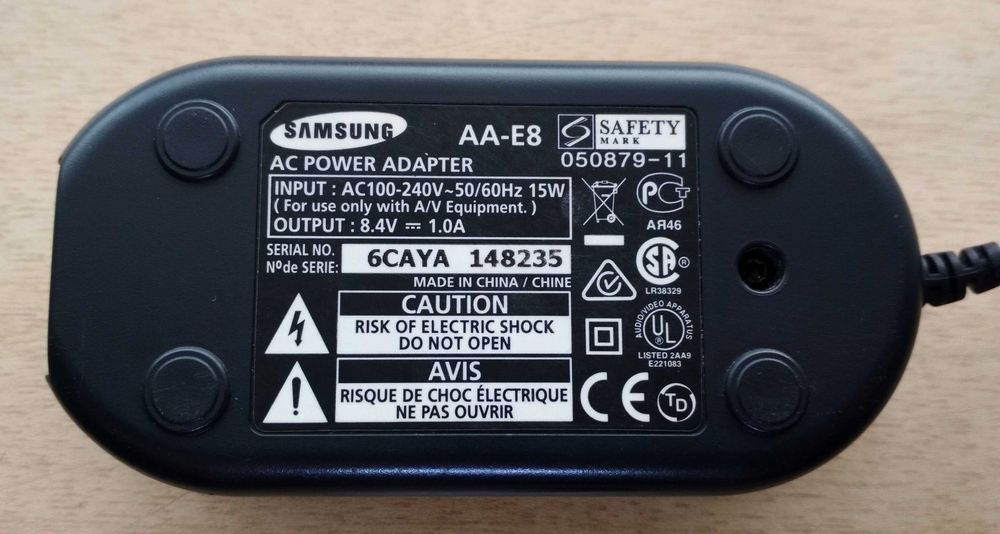 SAMSUNG AA-E8 SAFETY MARK
AC POWER ADAPTER 050879-11
INPUT : AC100-240V~50/60Hz 15W
( For use only with A/V Equipment. )
OUTPUT : 8.4V ⎓ 1.0A
SERIAL NO.
Nº de SERIE:
6CAYA 148235
MADE IN CHINA / CHINE
CAUTION
RISK OF ELECTRIC SHOCK
DO NOT OPEN
AVIS
RISQUE DE CHOC ÉLECTRIQUE
NE PAS OUVRIR
РСТ
АЯ46
SA ®
LR38329
AUDIO/VIDEO APPARATUS
UL
LISTED 2AA9
E221083
CE
TD